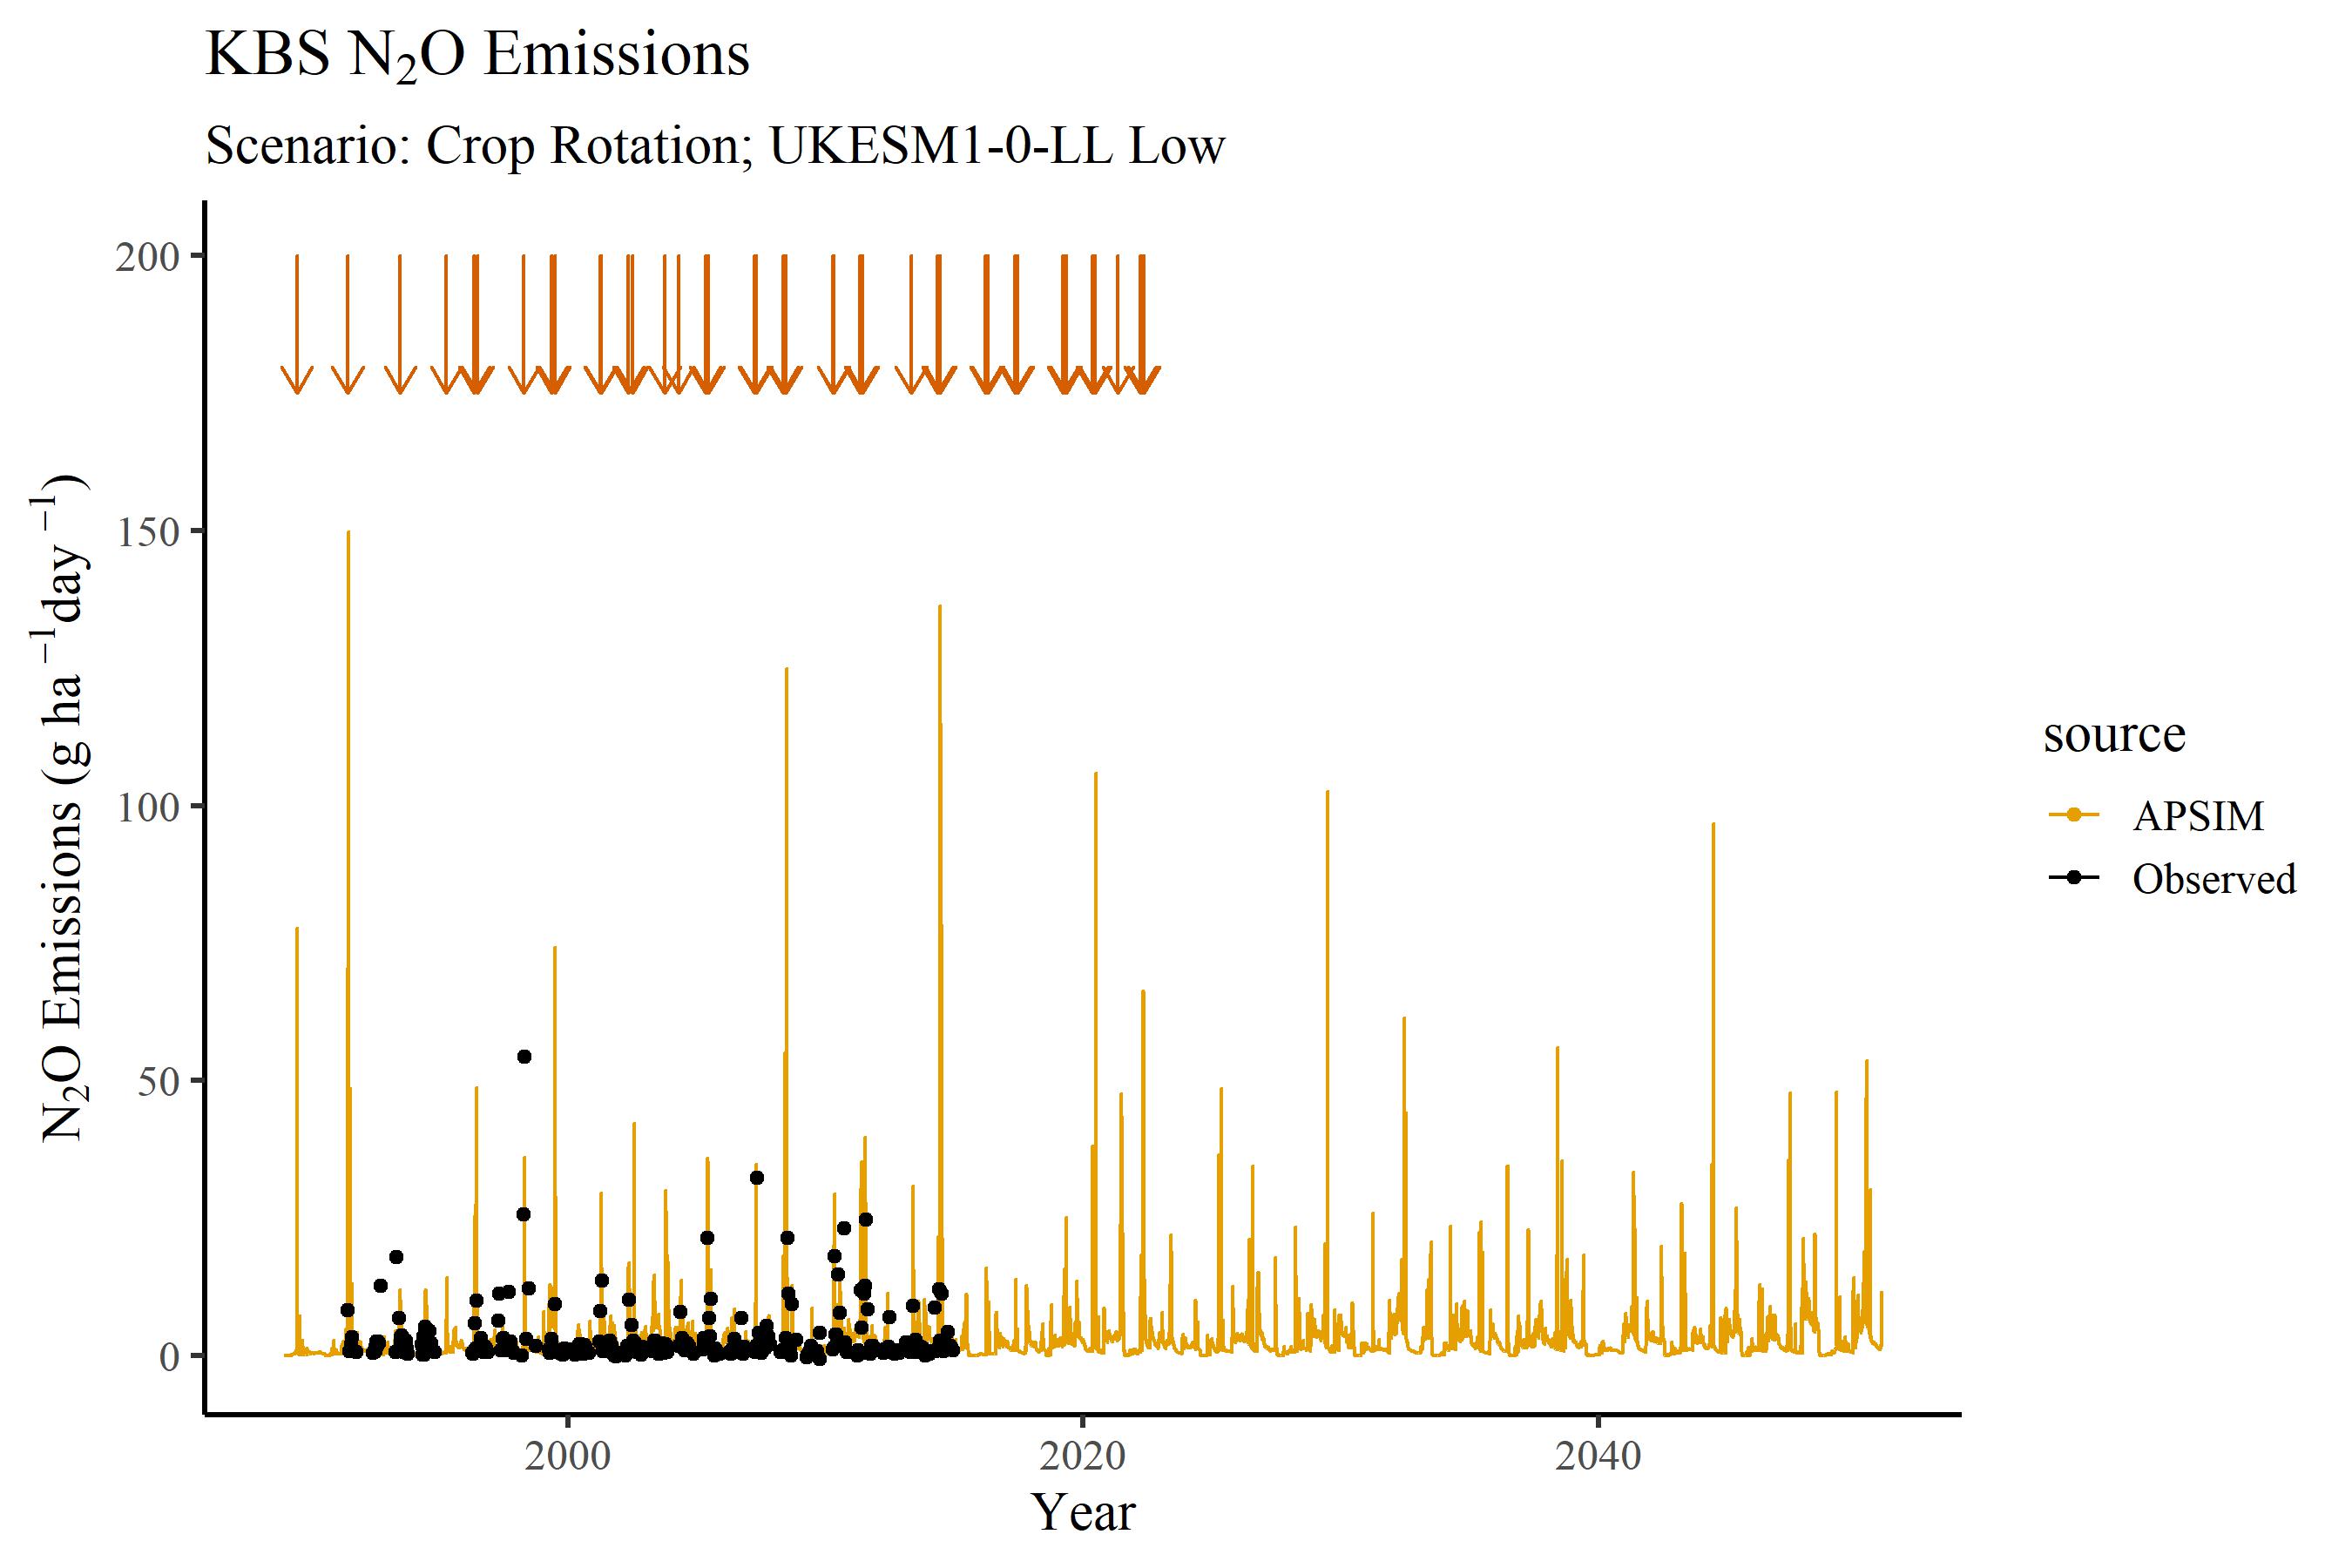 KBS N₂O Emissions
Scenario: Crop Rotation; UKESM1-0-LL Low
N₂O Emissions (g ha ⁻¹day ⁻¹)
200
150
100
50
0
2000
2020
2040
Year
source
APSIM
Observed